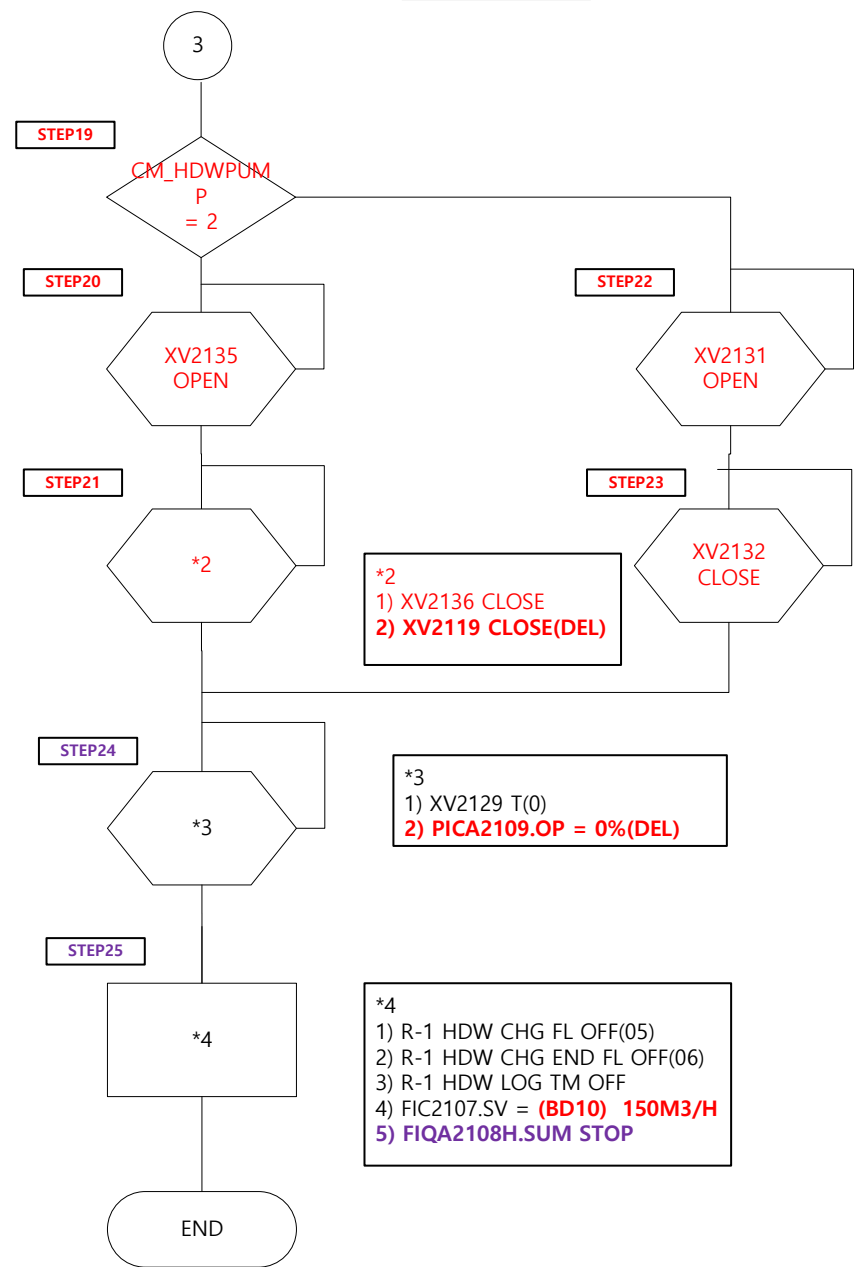 3
STEP19
CM_HDWPUM
P
= 2
STEP20
STEP22
XV2135
OPEN
XV2131
OPEN
STEP21
STEP23
*2
XV2132
CLOSE
*2
1) XV2136 CLOSE
2) XV2119 CLOSE(DEL)
STEP24
*3
*3
1) XV2129 T(0)
2) PICA2109.OP = 0%(DEL)
STEP25
*4
*4
1) R-1 HDW CHG FL OFF(05)
2) R-1 HDW CHG END FL OFF(06)
3) R-1 HDW LOG TM OFF
4) FIC2107.SV = (BD10)  150M3/H
5) FIQA2108H.SUM STOP
END